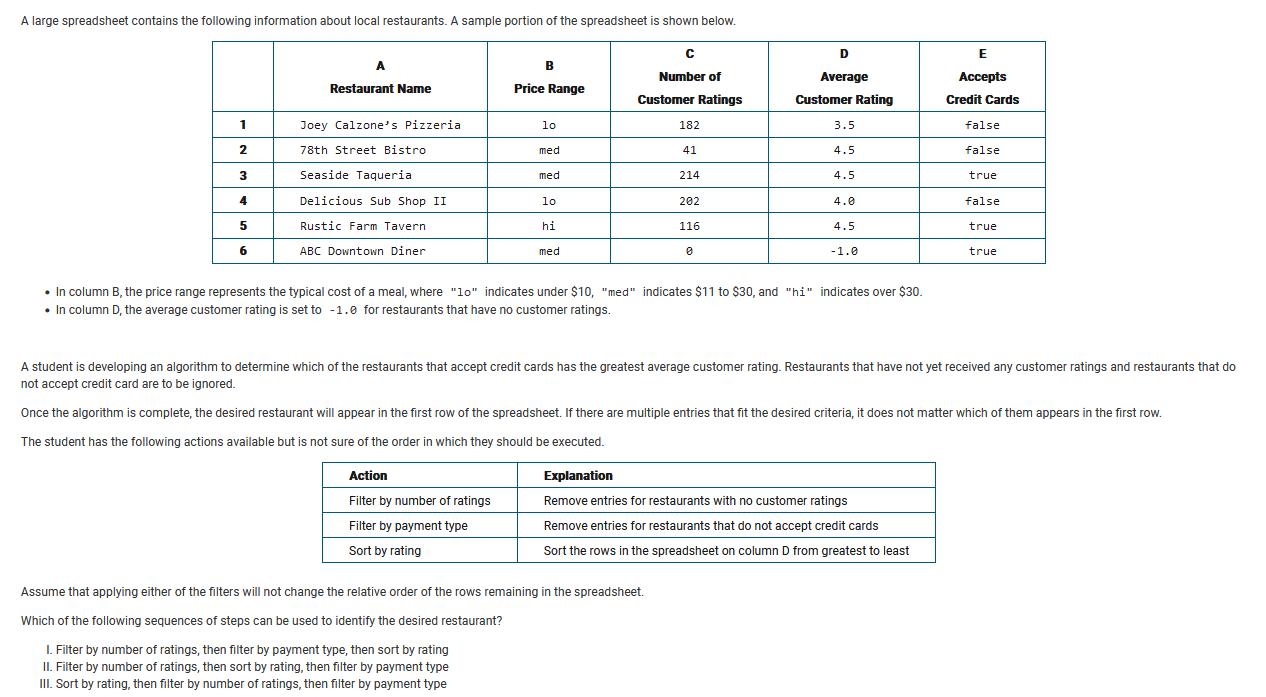 A large spreadsheet contains the following information about local restaurants. A sample portion of the spreadsheet is shown below.
A Restaurant Name B Price Range C Number of Customer Ratings D Average Customer Rating E Accepts Credit Cards
1 Joey Calzone's Pizzeria lo 182 3.5 false
2 78th Street Bistro med 41 4.5 false
3 Seaside Taqueria med 214 4.5 true
4 Delicious Sub Shop II lo 202 4.0 false
5 Rustic Farm Tavern hi 116 4.5 true
6 ABC Downtown Diner med 0 -1.0 true
• In column B, the price range represents the typical cost of a meal, where "lo" indicates under $10, "med" indicates $11 to $30, and "hi" indicates over $30.
• In column D, the average customer rating is set to -1.0 for restaurants that have no customer ratings.
A student is developing an algorithm to determine which of the restaurants that accept credit cards has the greatest average customer rating. Restaurants that have not yet received any customer ratings and restaurants that do
not accept credit card are to be ignored.
Once the algorithm is complete, the desired restaurant will appear in the first row of the spreadsheet. If there are multiple entries that fit the desired criteria, it does not matter which of them appears in the first row.
The student has the following actions available but is not sure of the order in which they should be executed.
Action Explanation
Filter by number of ratings Remove entries for restaurants with no customer ratings
Filter by payment type Remove entries for restaurants that do not accept credit cards
Sort by rating Sort the rows in the spreadsheet on column D from greatest to least
Assume that applying either of the filters will not change the relative order of the rows remaining in the spreadsheet.
Which of the following sequences of steps can be used to identify the desired restaurant?
I. Filter by number of ratings, then filter by payment type, then sort by rating
II. Filter by number of ratings, then sort by rating, then filter by payment type
III. Sort by rating, then filter by number of ratings, then filter by payment type